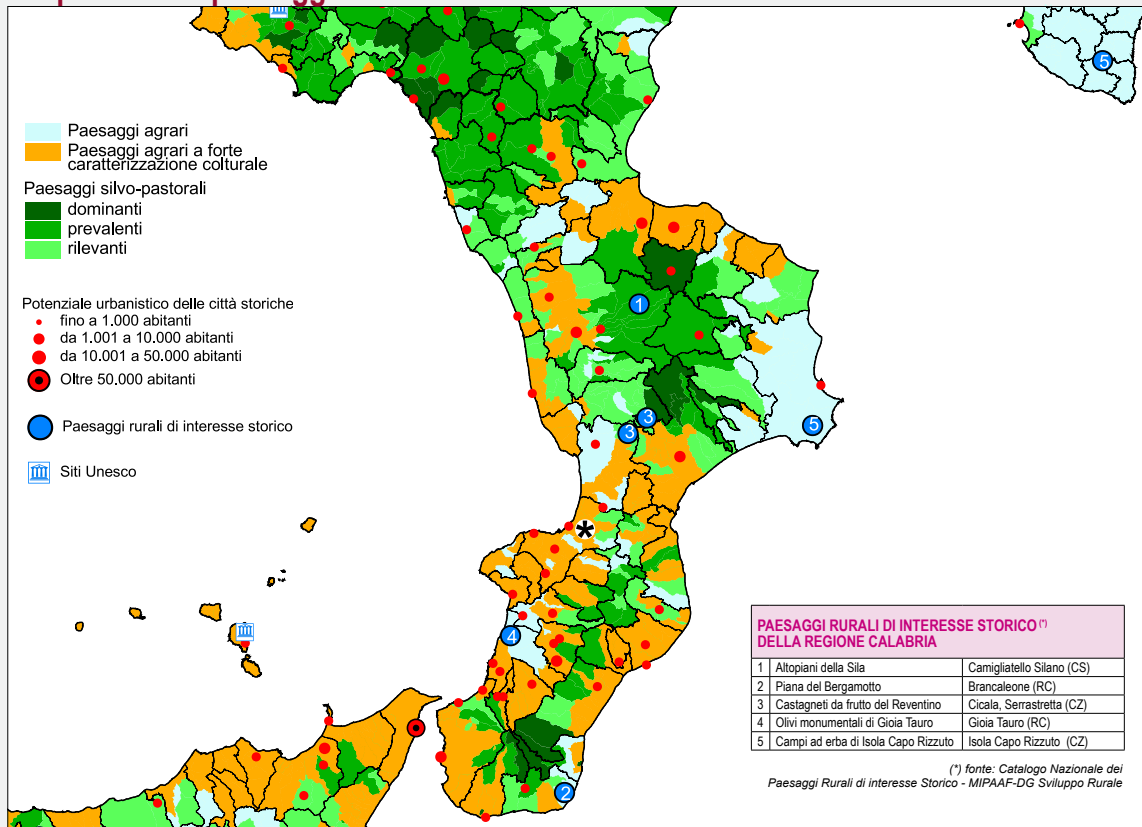 Paesaggi agrari
Paesaggi agrari a forte
caratterizzazione colturale
Paesaggi silvo-pastorali
dominanti
prevalenti
rilevanti
Potenziale urbanistico delle città storiche
fino a 1.000 abitanti
da 1.001 a 10.000 abitanti
da 10.001 a 50.000 abitanti
Oltre 50.000 abitanti
Paesaggi rurali di interesse storico
Siti Unesco
5
1
3
3
5
*
4
2
PAESAGGI RURALI DI INTERESSE STORICO (*)
DELLA REGIONE CALABRIA
1 Altopiani della Sila Camigliatello Silano (CS)
2 Piana del Bergamotto Brancaleone (RC)
3 Castagneti da frutto del Reventino Cicala, Serrastretta (CZ)
4 Olivi monumentali di Gioia Tauro Gioia Tauro (RC)
5 Campi ad erba di Isola Capo Rizzuto Isola Capo Rizzuto (CZ)
(*) fonte: Catalogo Nazionale dei
Paesaggi Rurali di interesse Storico - MIPAAF-DG Sviluppo Rurale